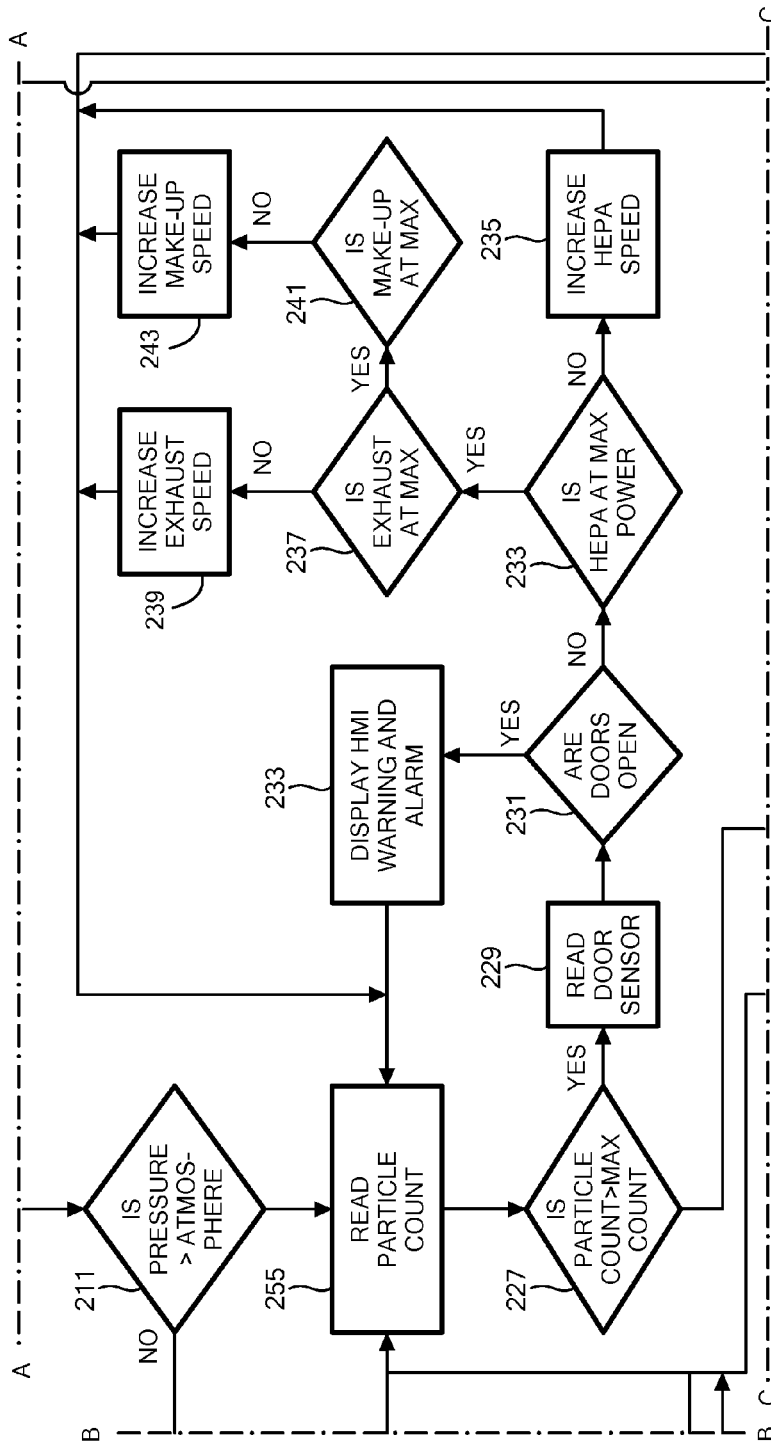 A
A
IS
PRESSURE
> ATMOS-
PHERE
211
NO
B
INCREASE
EXHAUST
SPEED
239
INCREASE
MAKE-UP
SPEED
243
NO
NO
READ
PARTICLE
COUNT
255
DISPLAY HMI
WARNING AND
ALARM
233
IS
EXHAUST
AT MAX
237
YES
IS
MAKE-UP
AT MAX
241
YES
YES
IS
PARTICLE
COUNT>MAX
COUNT
227
YES
READ
DOOR
SENSOR
229
ARE
DOORS
OPEN
231
NO
IS
HEPA AT MAX
POWER
233
NO
INCREASE
HEPA
SPEED
235
B
C
C